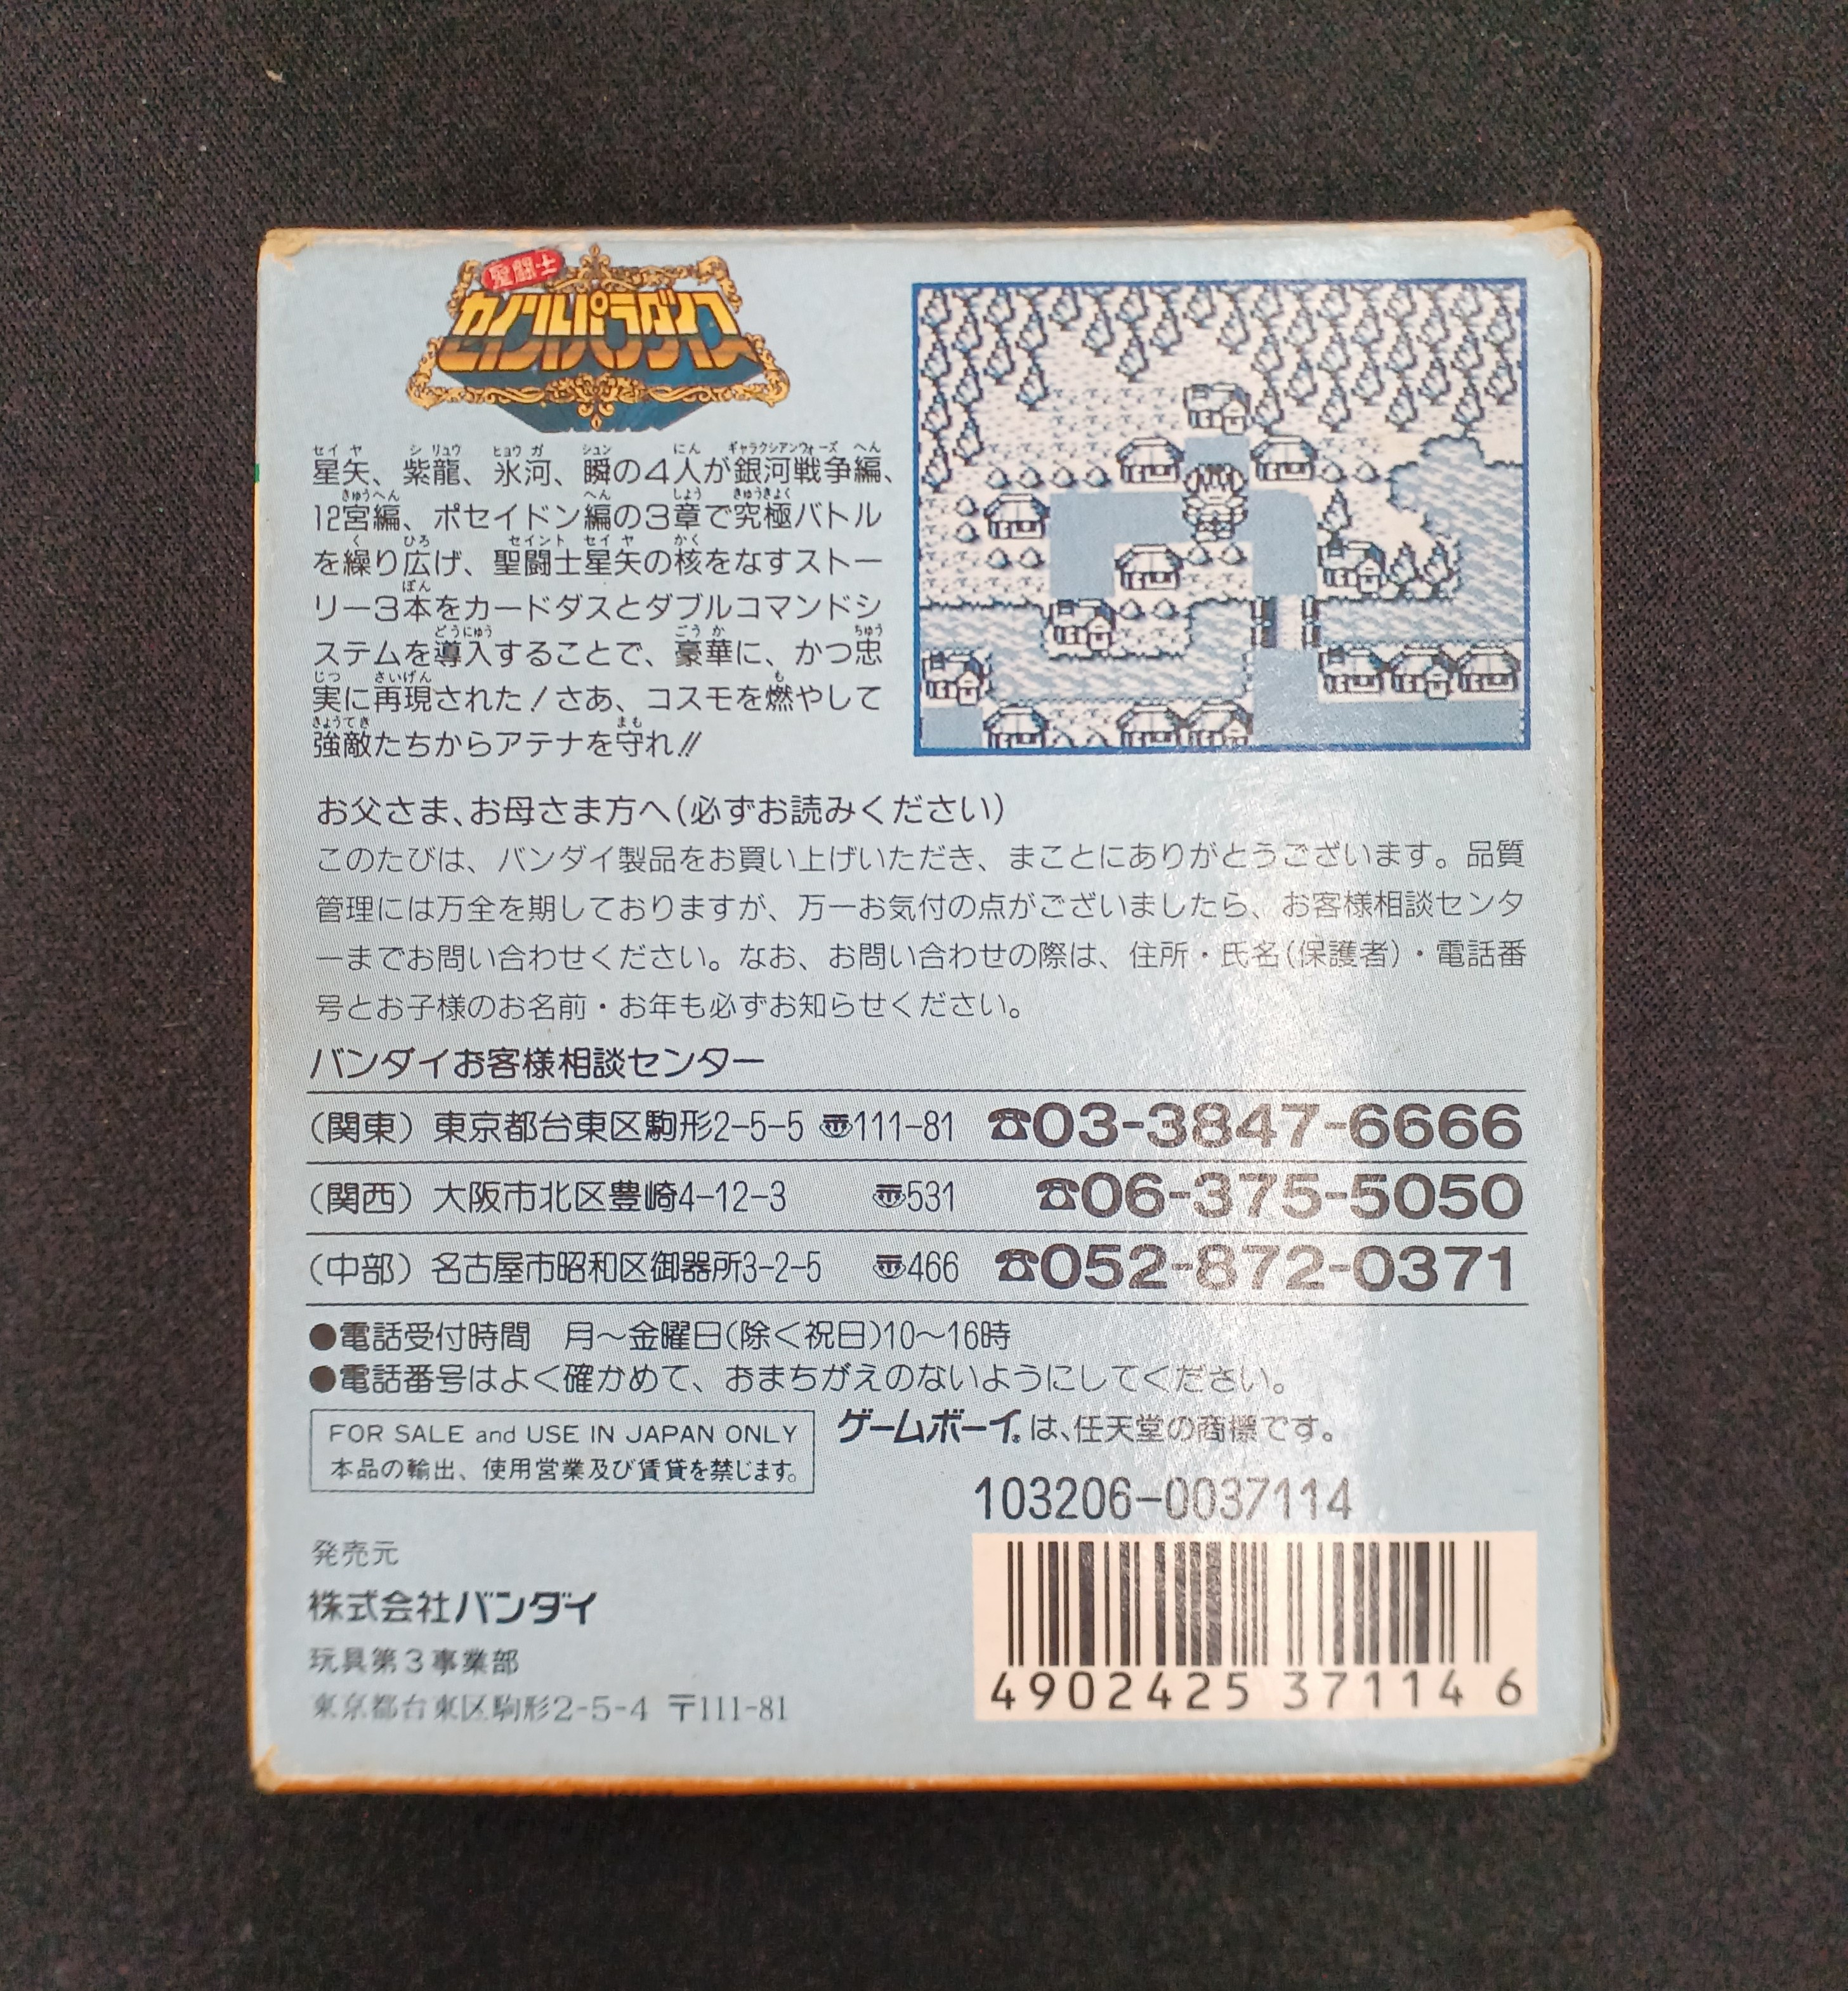 聖闘士
セイントパラダイス
星矢、紫龍、氷河、瞬の4人が銀河戦争編、
12宮編、ポセイドン編の3章で究極バトル
を繰り広げ、聖闘士星矢の核をなすストー
リー3本をカードダスとダブルコマンドシ
ステムを導入することで、豪華に、かつ忠
実に再現された!さあ、コスモを燃やして
強敵たちからアテナを守れ!!
お父さま、お母さま方へ(必ずお読みください)
このたびは、バンダイ製品をお買い上げいただき、まことにありがとうございます。品質
管理には万全を期しておりますが、万一お気付の点がございましたら、お客様相談センタ
ーまでお問い合わせください。なお、お問い合わせの際は、住所・氏名(保護者)・電話番
号とお子様のお名前・お年も必ずお知らせください。
バンダイお客様相談センター
(関東) 東京都台東区駒形2-5-5 〠111-81 ☎03-3847-6666
(関西) 大阪市北区豊崎4-12-3 〠531 ☎06-375-5050
(中部) 名古屋市昭和区御器所3-2-5 〠466 ☎052-872-0371
●電話受付時間 月〜金曜日(除く祝日)10〜16時
●電話番号はよく確かめて、おまちがえのないようにしてください。
FOR SALE and USE IN JAPAN ONLY
本品の輸出、使用営業及び賃貸を禁じます。
ゲームボーイ®は、任天堂の商標です。
103206-0037114
発売元
株式会社バンダイ
玩具第3事業部
東京都台東区駒形2-5-4 〒111-81
4902425371146